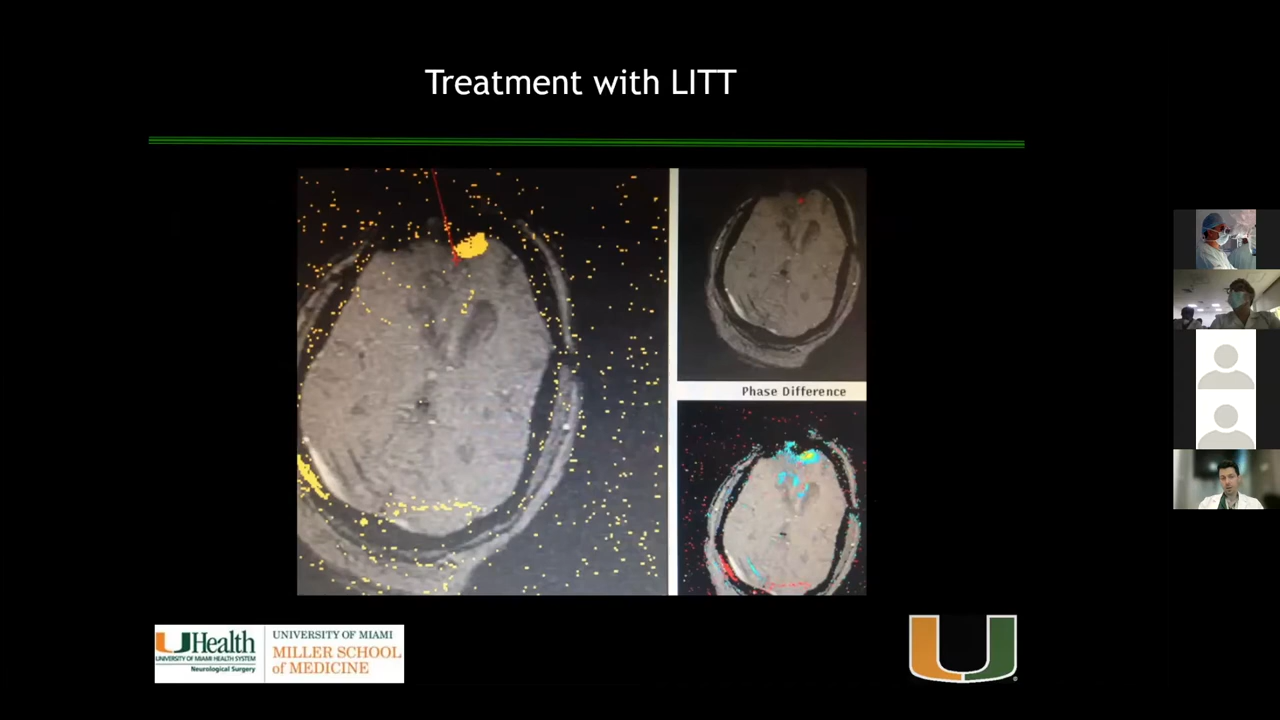 Treatment with LITT
Phase Difference
UHealth
UNIVERSITY OF MIAMI HEALTH SYSTEM
Neurological Surgery
UNIVERSITY OF MIAMI
MILLER SCHOOL
of MEDICINE